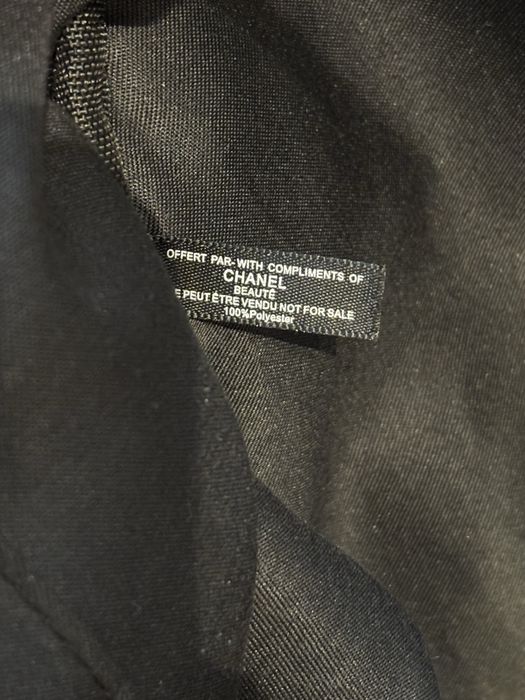 OFFERT PAR-WITH COMPLIMENTS OF
CHANEL
BEAUTÉ
E PEUT ÊTRE VENDU NOT FOR SALE
100%Polyester